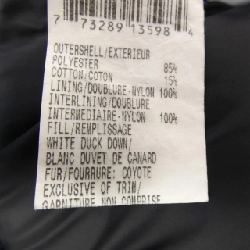 7 73289 13598 4
OUTERSHELL/EXTERIEUR
POLYESTER 85%
COTTON/COTON 15%
LINING/DOUBLURE-NYLON 100%
INTERLINING/
INTERMEDIAIRE-NYLON 100%
FILL/REMPLISSAGE
WHITE DUCK DOWN/
BLANC DUVET DE CANARD
FUR/FOURRURE: COYOTE
EXCLUSIVE OF TRIM/
GARNITURE NON COMPRISE